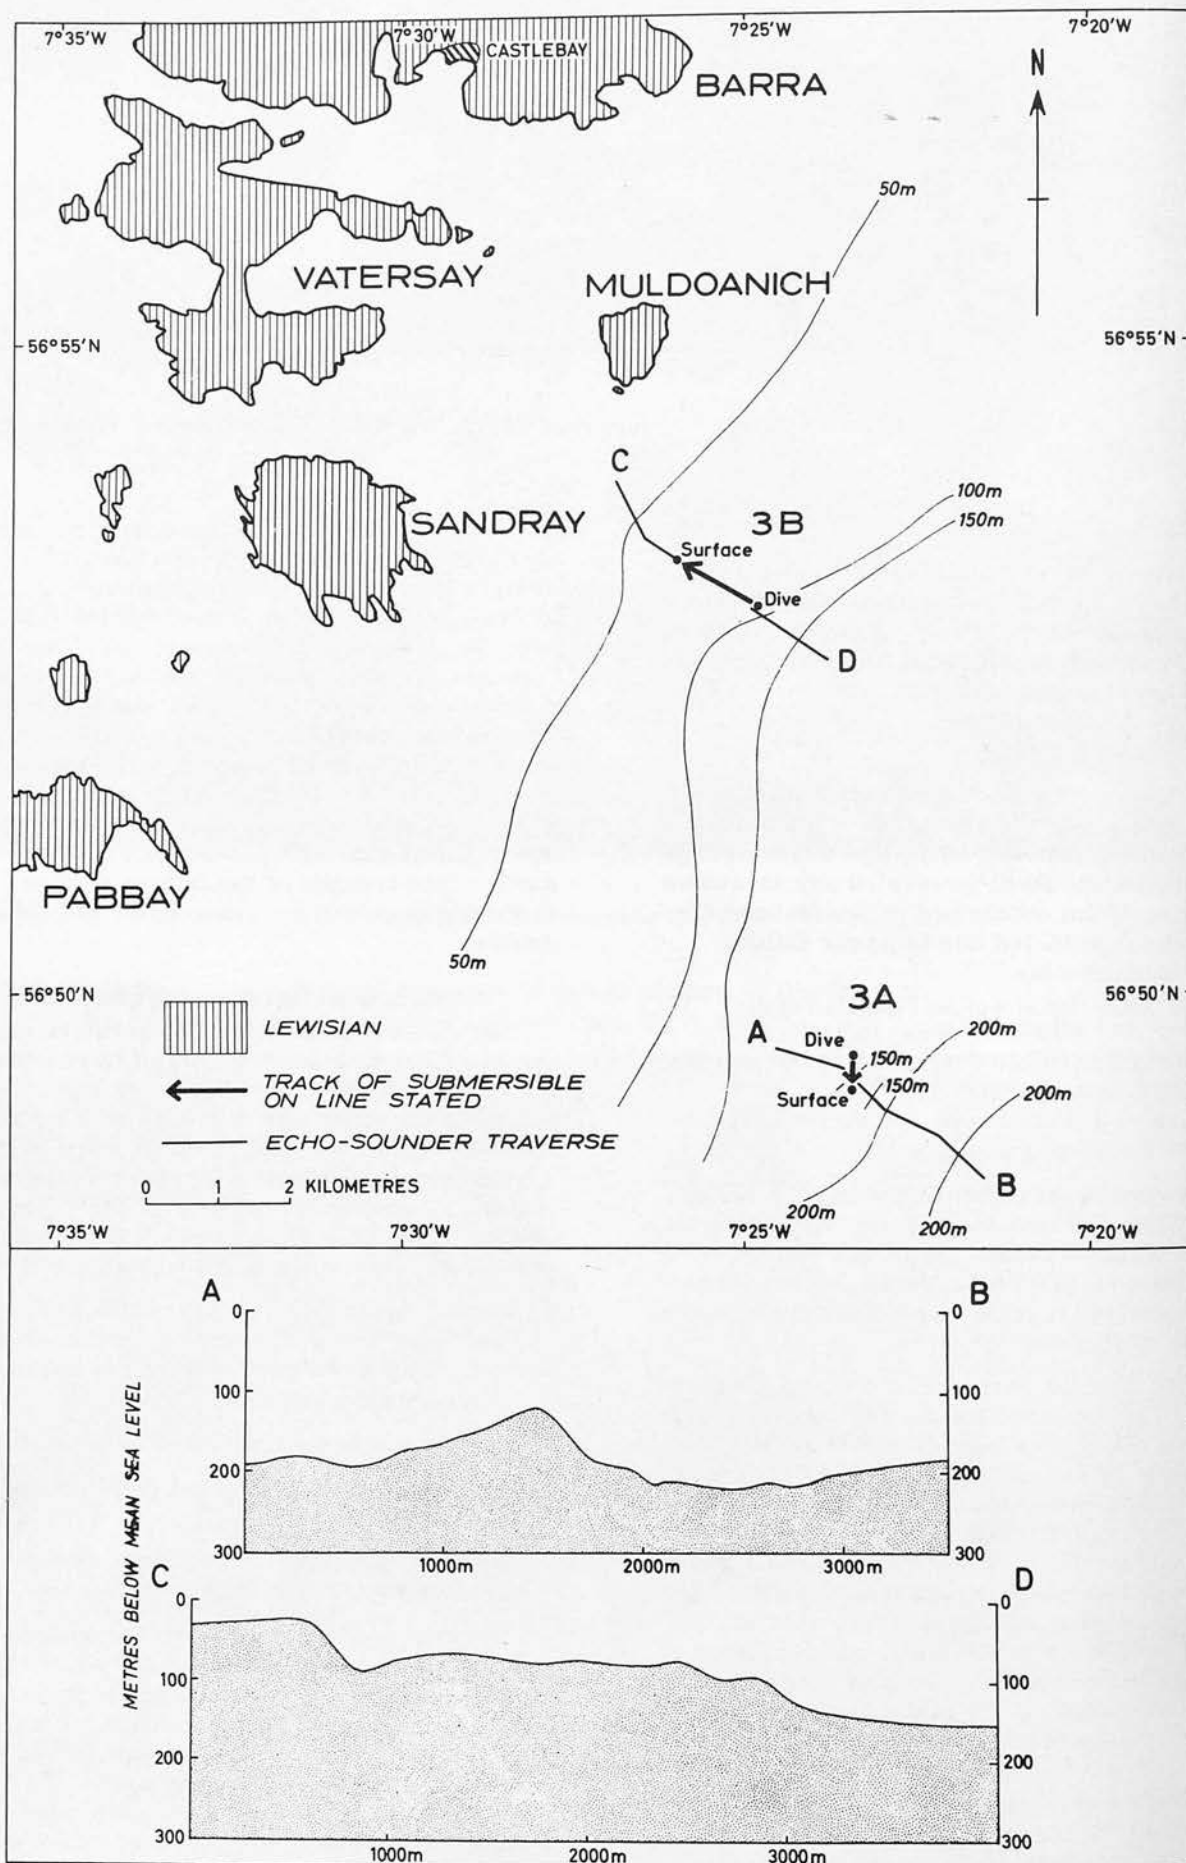 7°35'W
7°30'W
7°25'W
7°20'W
CASTLEBAY
BARRA
N
50m
VATERSAY
MULDOANICH
56°55'N
56°55'N
C
100m
150m
SANDRAY
3B
Surface
Dive
D
PABBAY
50m
56°50'N
56°50'N
3A
A
Dive
200m
150m
150m
200m
Surface
B
200m
200m
LEWISIAN
TRACK OF SUBMERSIBLE
ON LINE STATED
ECHO-SOUNDER TRAVERSE
0 1 2 KILOMETRES
7°35'W
7°30'W
7°25'W
7°20'W
METRES BELOW MEAN SEA LEVEL
A
B
0
0
100
100
200
200
300
300
1000m
2000m
3000m
C
D
0
0
100
100
200
200
300
300
1000m
2000m
3000m